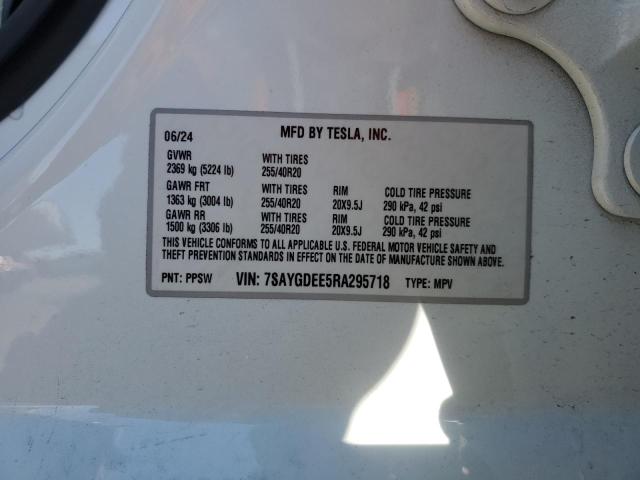 06/24 MFD BY TESLA, INC.
GVWR WITH TIRES
2369 kg (5224 lb) 255/40R20
GAWR FRT WITH TIRES RIM COLD TIRE PRESSURE
1363 kg (3004 lb) 255/40R20 20X9.5J 290 kPa, 42 psi
GAWR RR WITH TIRES RIM COLD TIRE PRESSURE
1500 kg (3306 lb) 255/40R20 20X9.5J 290 kPa, 42 psi
THIS VEHICLE CONFORMS TO ALL APPLICABLE U.S. FEDERAL MOTOR VEHICLE SAFETY AND
THEFT PREVENTION STANDARDS IN EFFECT ON THE DATE OF MANUFACTURE SHOWN ABOVE.
PNT: PPSW VIN: 7SAYGDEE5RA295718 TYPE: MPV